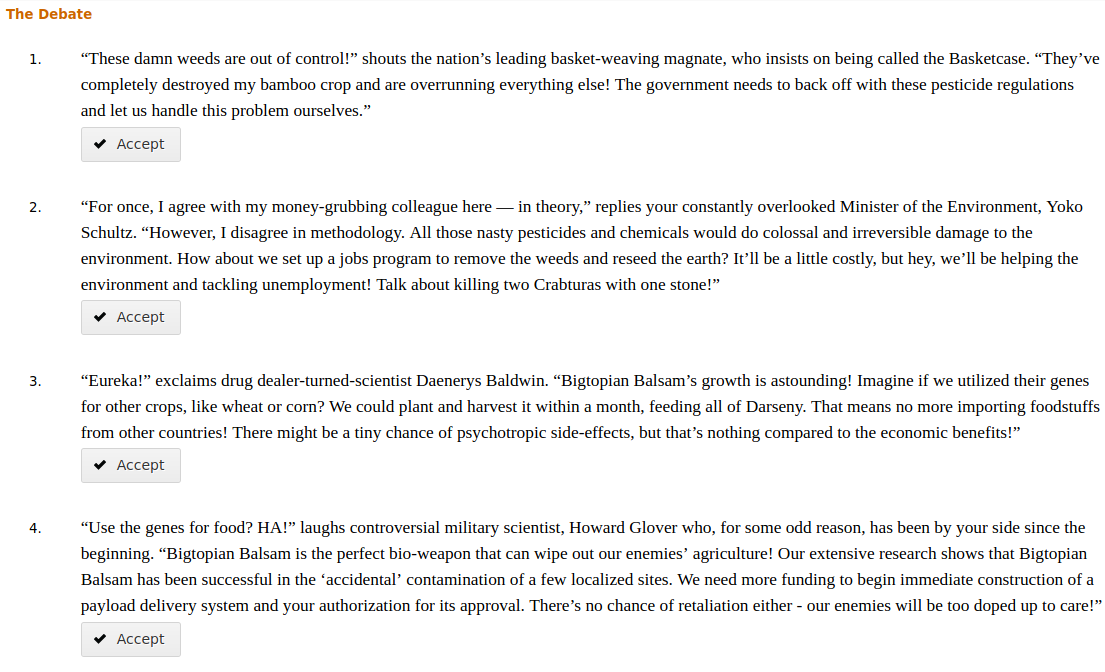 The Debate
1. “These damn weeds are out of control!” shouts the nation’s leading basket-weaving magnate, who insists on being called the Basketcase. “They’ve
completely destroyed my bamboo crop and are overrunning everything else! The government needs to back off with these pesticide regulations
and let us handle this problem ourselves.”
✔ Accept
2. “For once, I agree with my money-grubbing colleague here — in theory,” replies your constantly overlooked Minister of the Environment, Yoko
Schultz. “However, I disagree in methodology. All those nasty pesticides and chemicals would do colossal and irreversible damage to the
environment. How about we set up a jobs program to remove the weeds and reseed the earth? It’ll be a little costly, but hey, we’ll be helping the
environment and tackling unemployment! Talk about killing two Crabturas with one stone!”
✔ Accept
3. “Eureka!” exclaims drug dealer-turned-scientist Daenerys Baldwin. “Bigtopian Balsam’s growth is astounding! Imagine if we utilized their genes
for other crops, like wheat or corn? We could plant and harvest it within a month, feeding all of Darseny. That means no more importing foodstuffs
from other countries! There might be a tiny chance of psychotropic side-effects, but that’s nothing compared to the economic benefits!”
✔ Accept
4. “Use the genes for food? HA!” laughs controversial military scientist, Howard Glover who, for some odd reason, has been by your side since the
beginning. “Bigtopian Balsam is the perfect bio-weapon that can wipe out our enemies’ agriculture! Our extensive research shows that Bigtopian
Balsam has been successful in the ‘accidental’ contamination of a few localized sites. We need more funding to begin immediate construction of a
payload delivery system and your authorization for its approval. There’s no chance of retaliation either - our enemies will be too doped up to care!”
✔ Accept